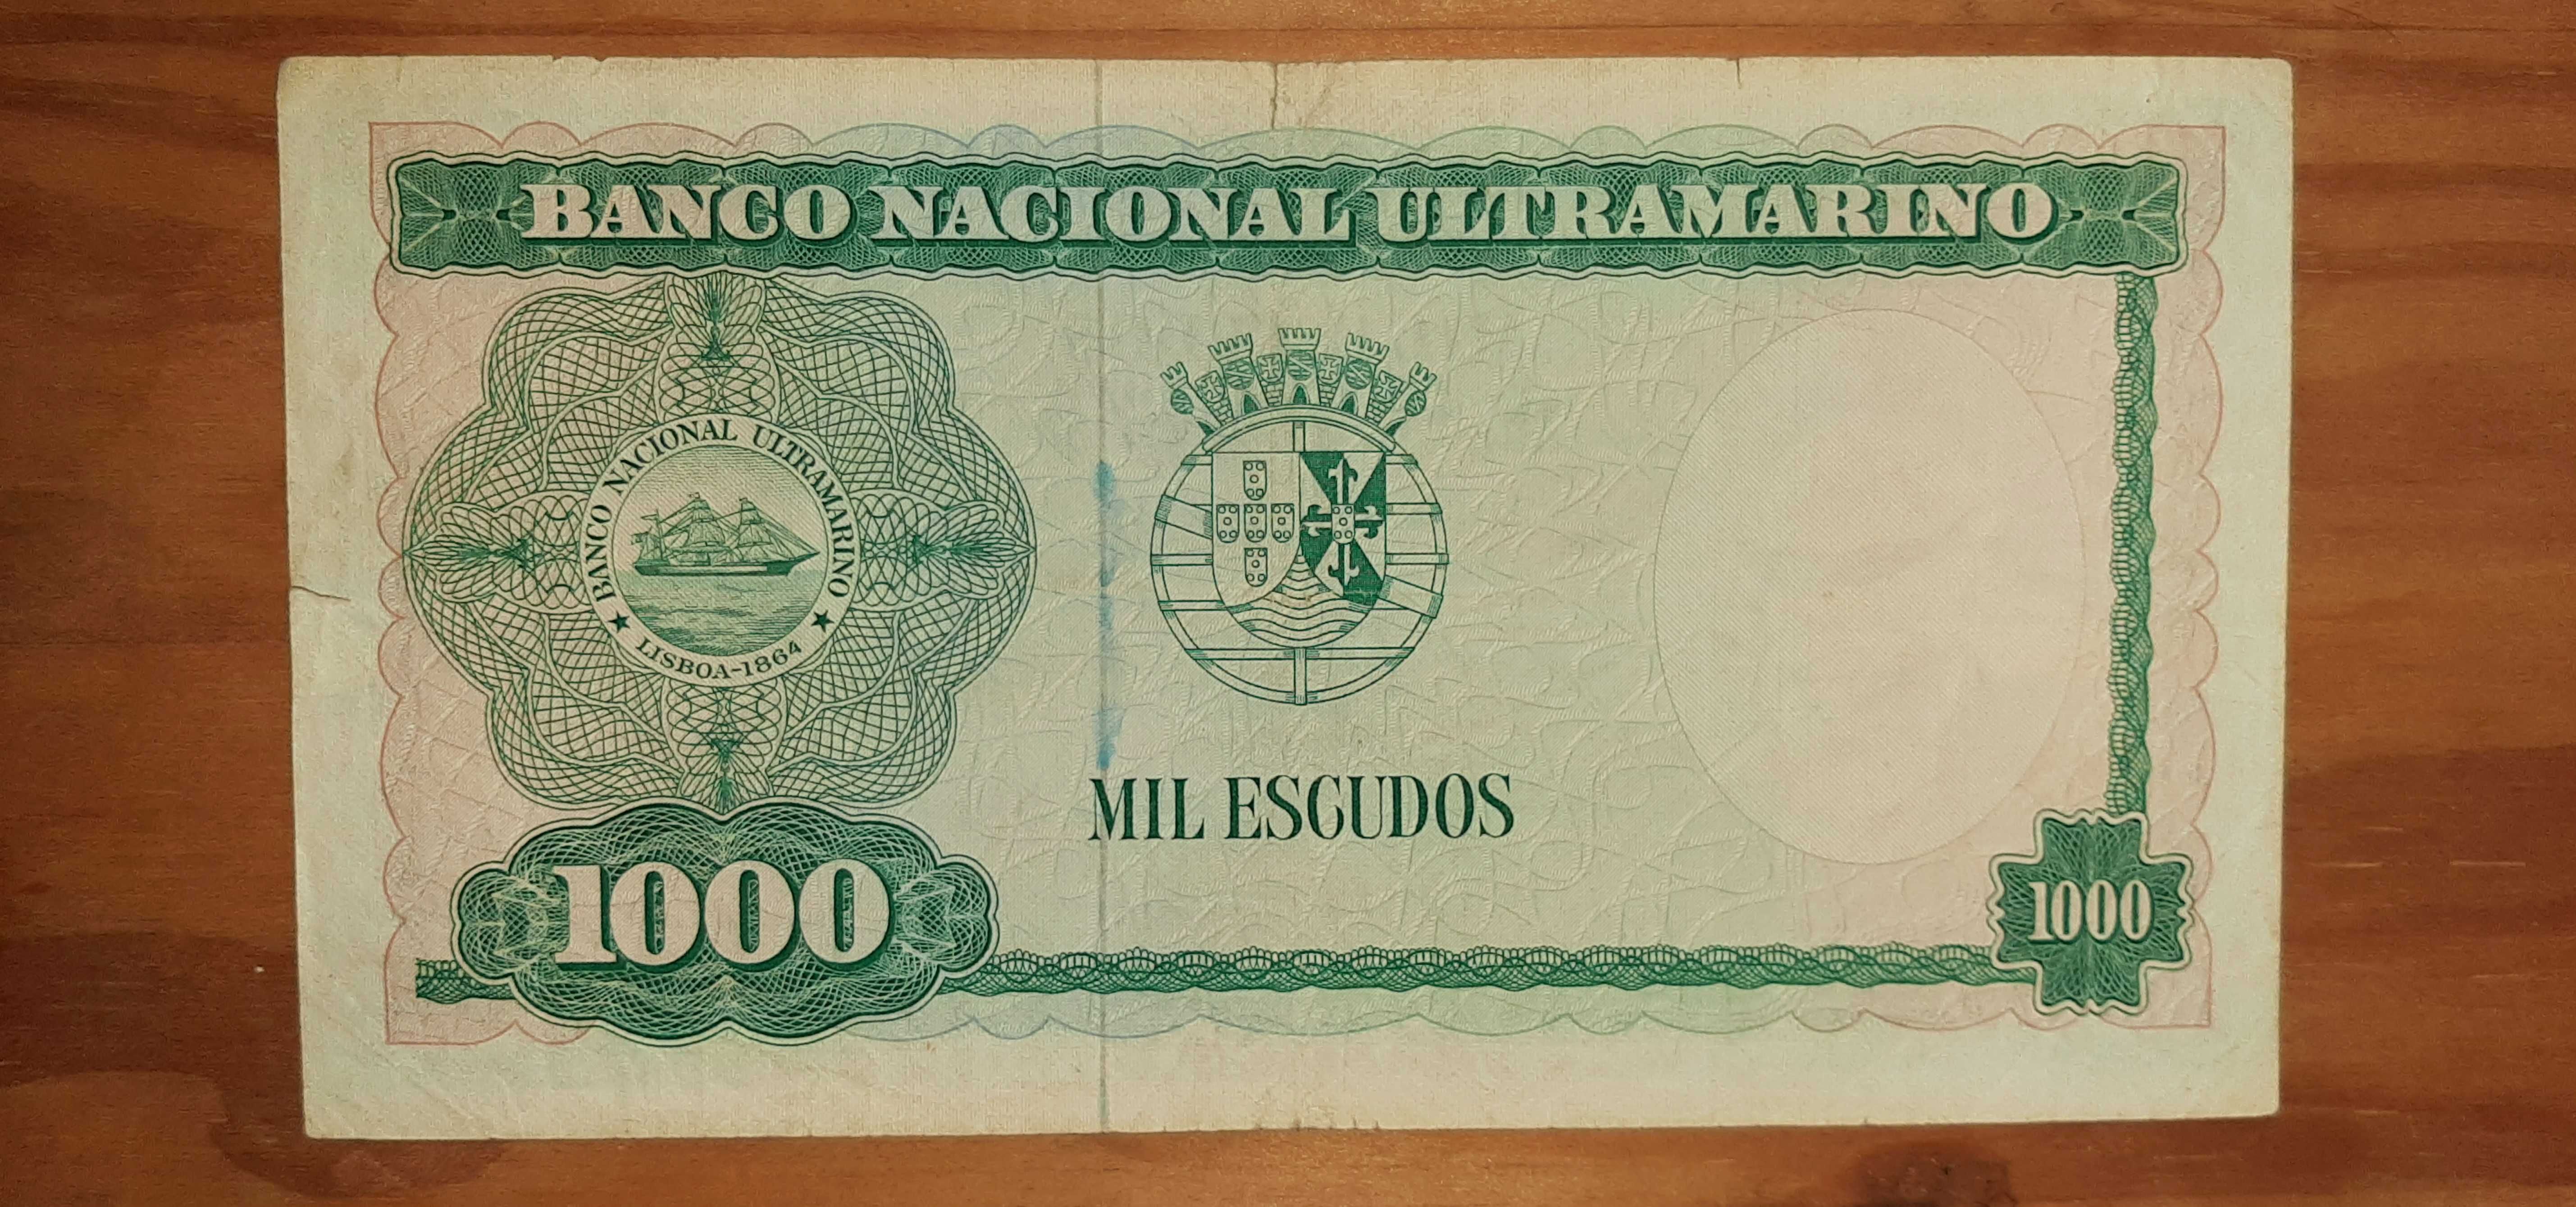 BANCO NACIONAL ULTRAMARINO
BANCO NACIONAL ULTRAMARINO
LISBOA-1864
MIL ESCUDOS
1000
1000